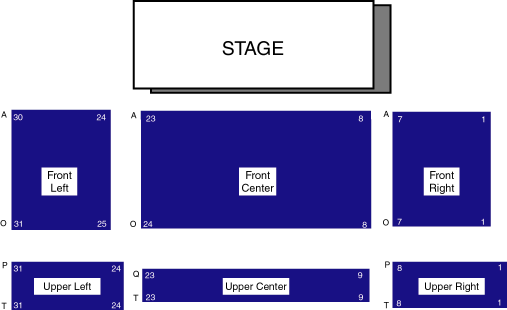 STAGE
A 30 24 A 23 8 A 7 1
Front Left
Front Center
Front Right
O 31 25 O 24 8 O 7 1
P 31 24 Q 23 9 P 8 1
Upper Left Upper Center Upper Right
T 31 24 T 23 9 T 8 1